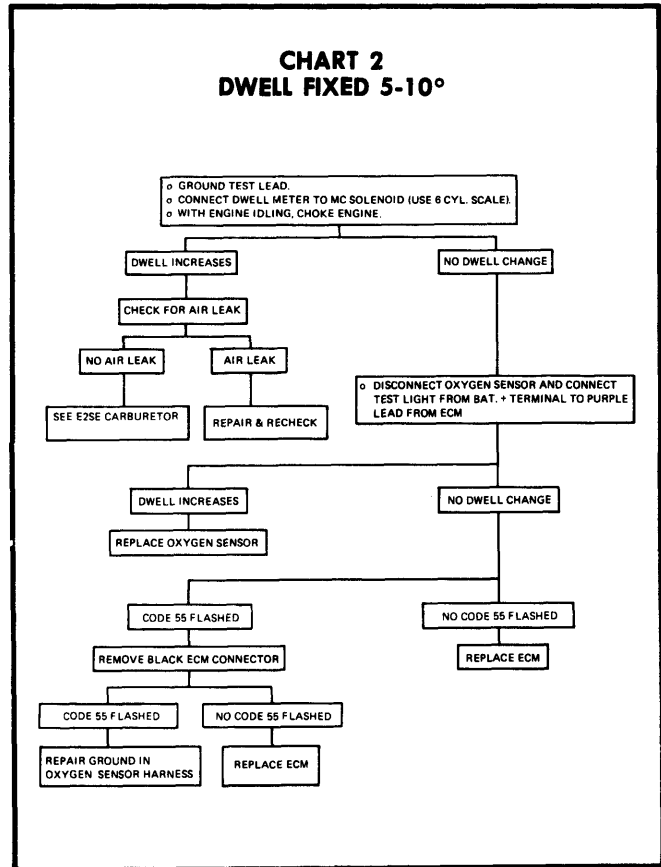 CHART 2
DWELL FIXED 5-10°
o GROUND TEST LEAD.
o CONNECT DWELL METER TO MC SOLENOID (USE 6 CYL. SCALE).
o WITH ENGINE IDLING, CHOKE ENGINE.
DWELL INCREASES
NO DWELL CHANGE
CHECK FOR AIR LEAK
NO AIR LEAK
AIR LEAK
SEE E2SE CARBURETOR
REPAIR & RECHECK
o DISCONNECT OXYGEN SENSOR AND CONNECT
TEST LIGHT FROM BAT. + TERMINAL TO PURPLE
LEAD FROM ECM
DWELL INCREASES
NO DWELL CHANGE
REPLACE OXYGEN SENSOR
CODE 55 FLASHED
NO CODE 55 FLASHED
REMOVE BLACK ECM CONNECTOR
REPLACE ECM
CODE 55 FLASHED
NO CODE 55 FLASHED
REPAIR GROUND IN
OXYGEN SENSOR HARNESS
REPLACE ECM